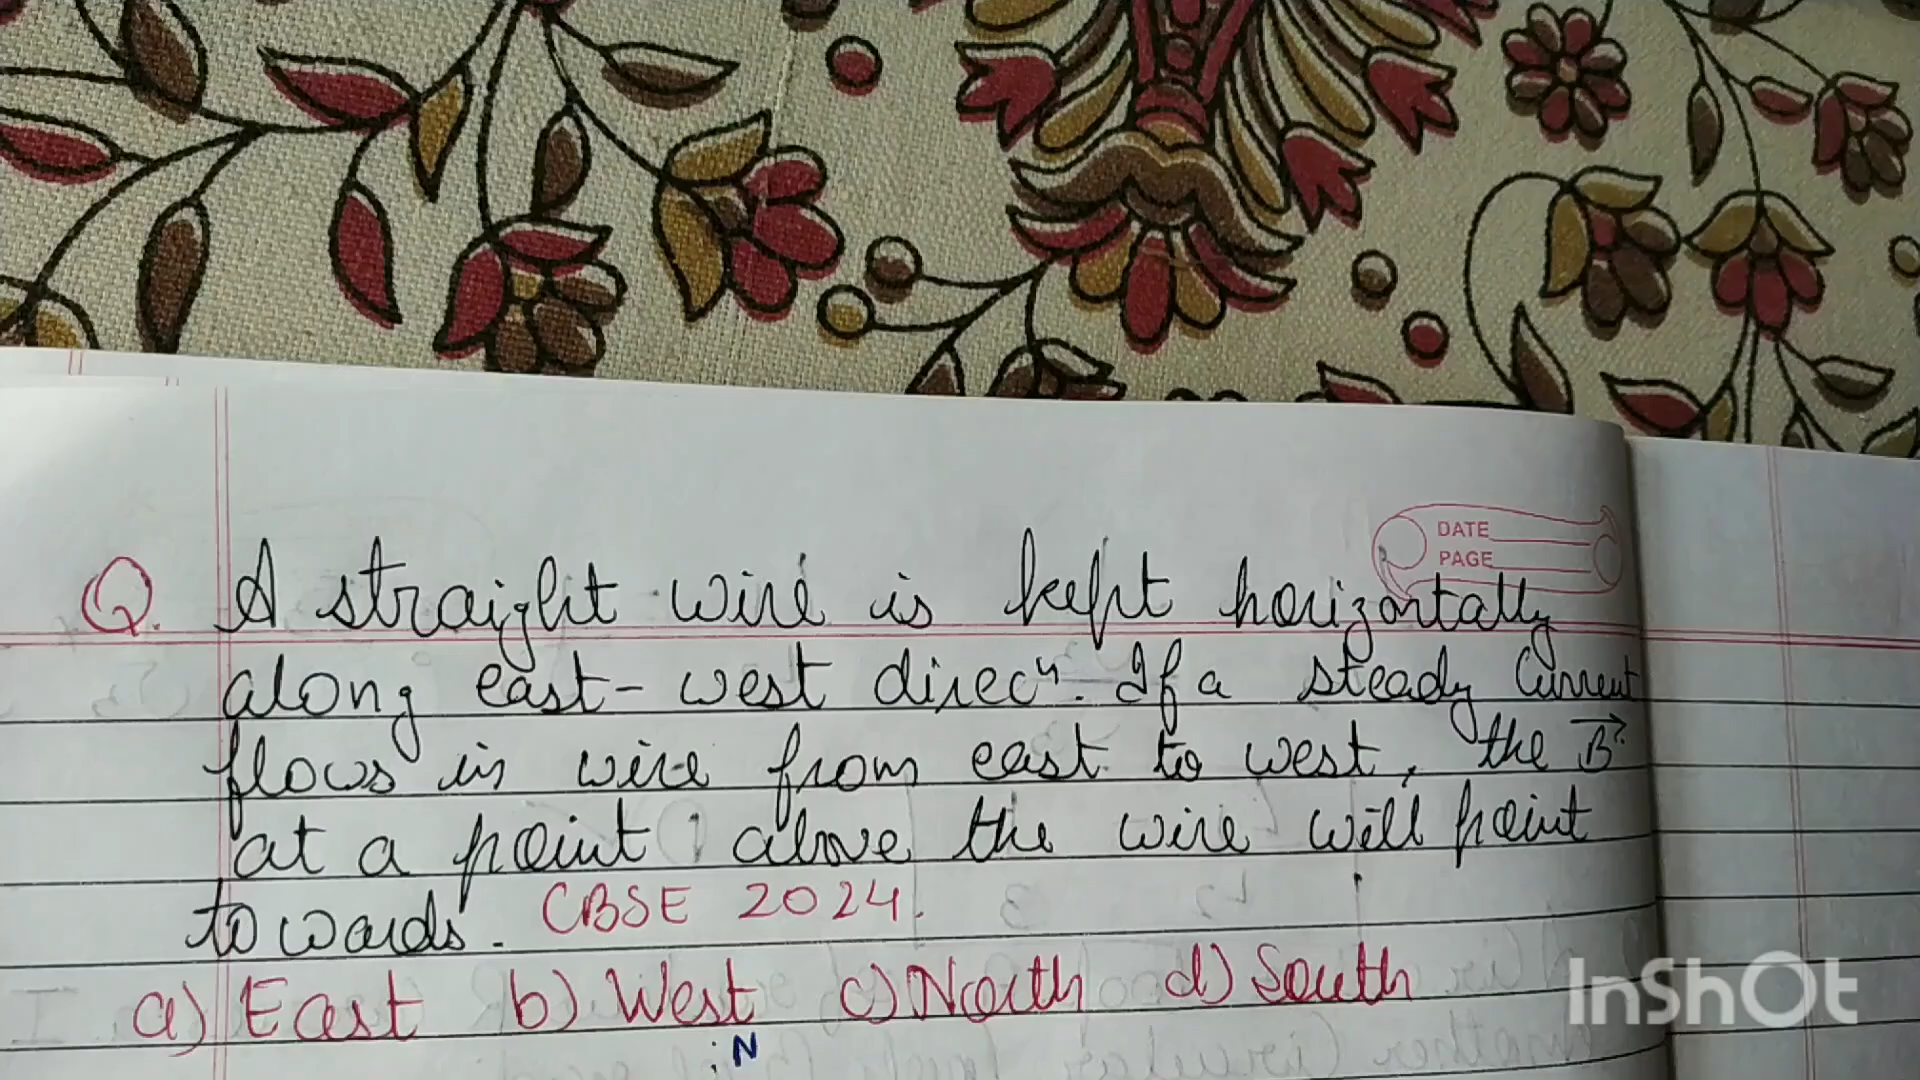 DATE
PAGE
Q. A straight wire is kept horizontally
along east-west direcⁿ. If a steady Current
flows in wire from east to west, the B⃗
at a point above the wire will point
towards. CBSE 2024.
a) East b) West c) North d) South
N
InShOt